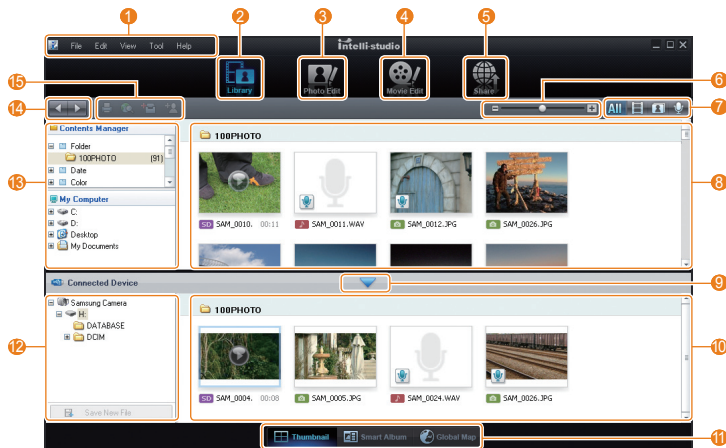 1
2
3
4
5
File Edit View Tool Help
intelli-studio
Library
Photo Edit
Movie Edit
Share
15
6
14
All
7
Contents Manager
Folder
100PHOTO (91)
Date
Color
13
My Computer
C:
D:
Desktop
My Documents
100PHOTO
SD SAM_0010. 00:11
SAM_0011.WAV
SAM_0012.JPG
SAM_0026.JPG
8
Connected Device
9
Samsung Camera
H:
DATABASE
DCIM
12
Save New File
100PHOTO
SD SAM_0004. 00:08
SAM_0005.JPG
SAM_0024.WAV
SAM_0026.JPG
10
Thumbnail
Smart Album
Global Map
11